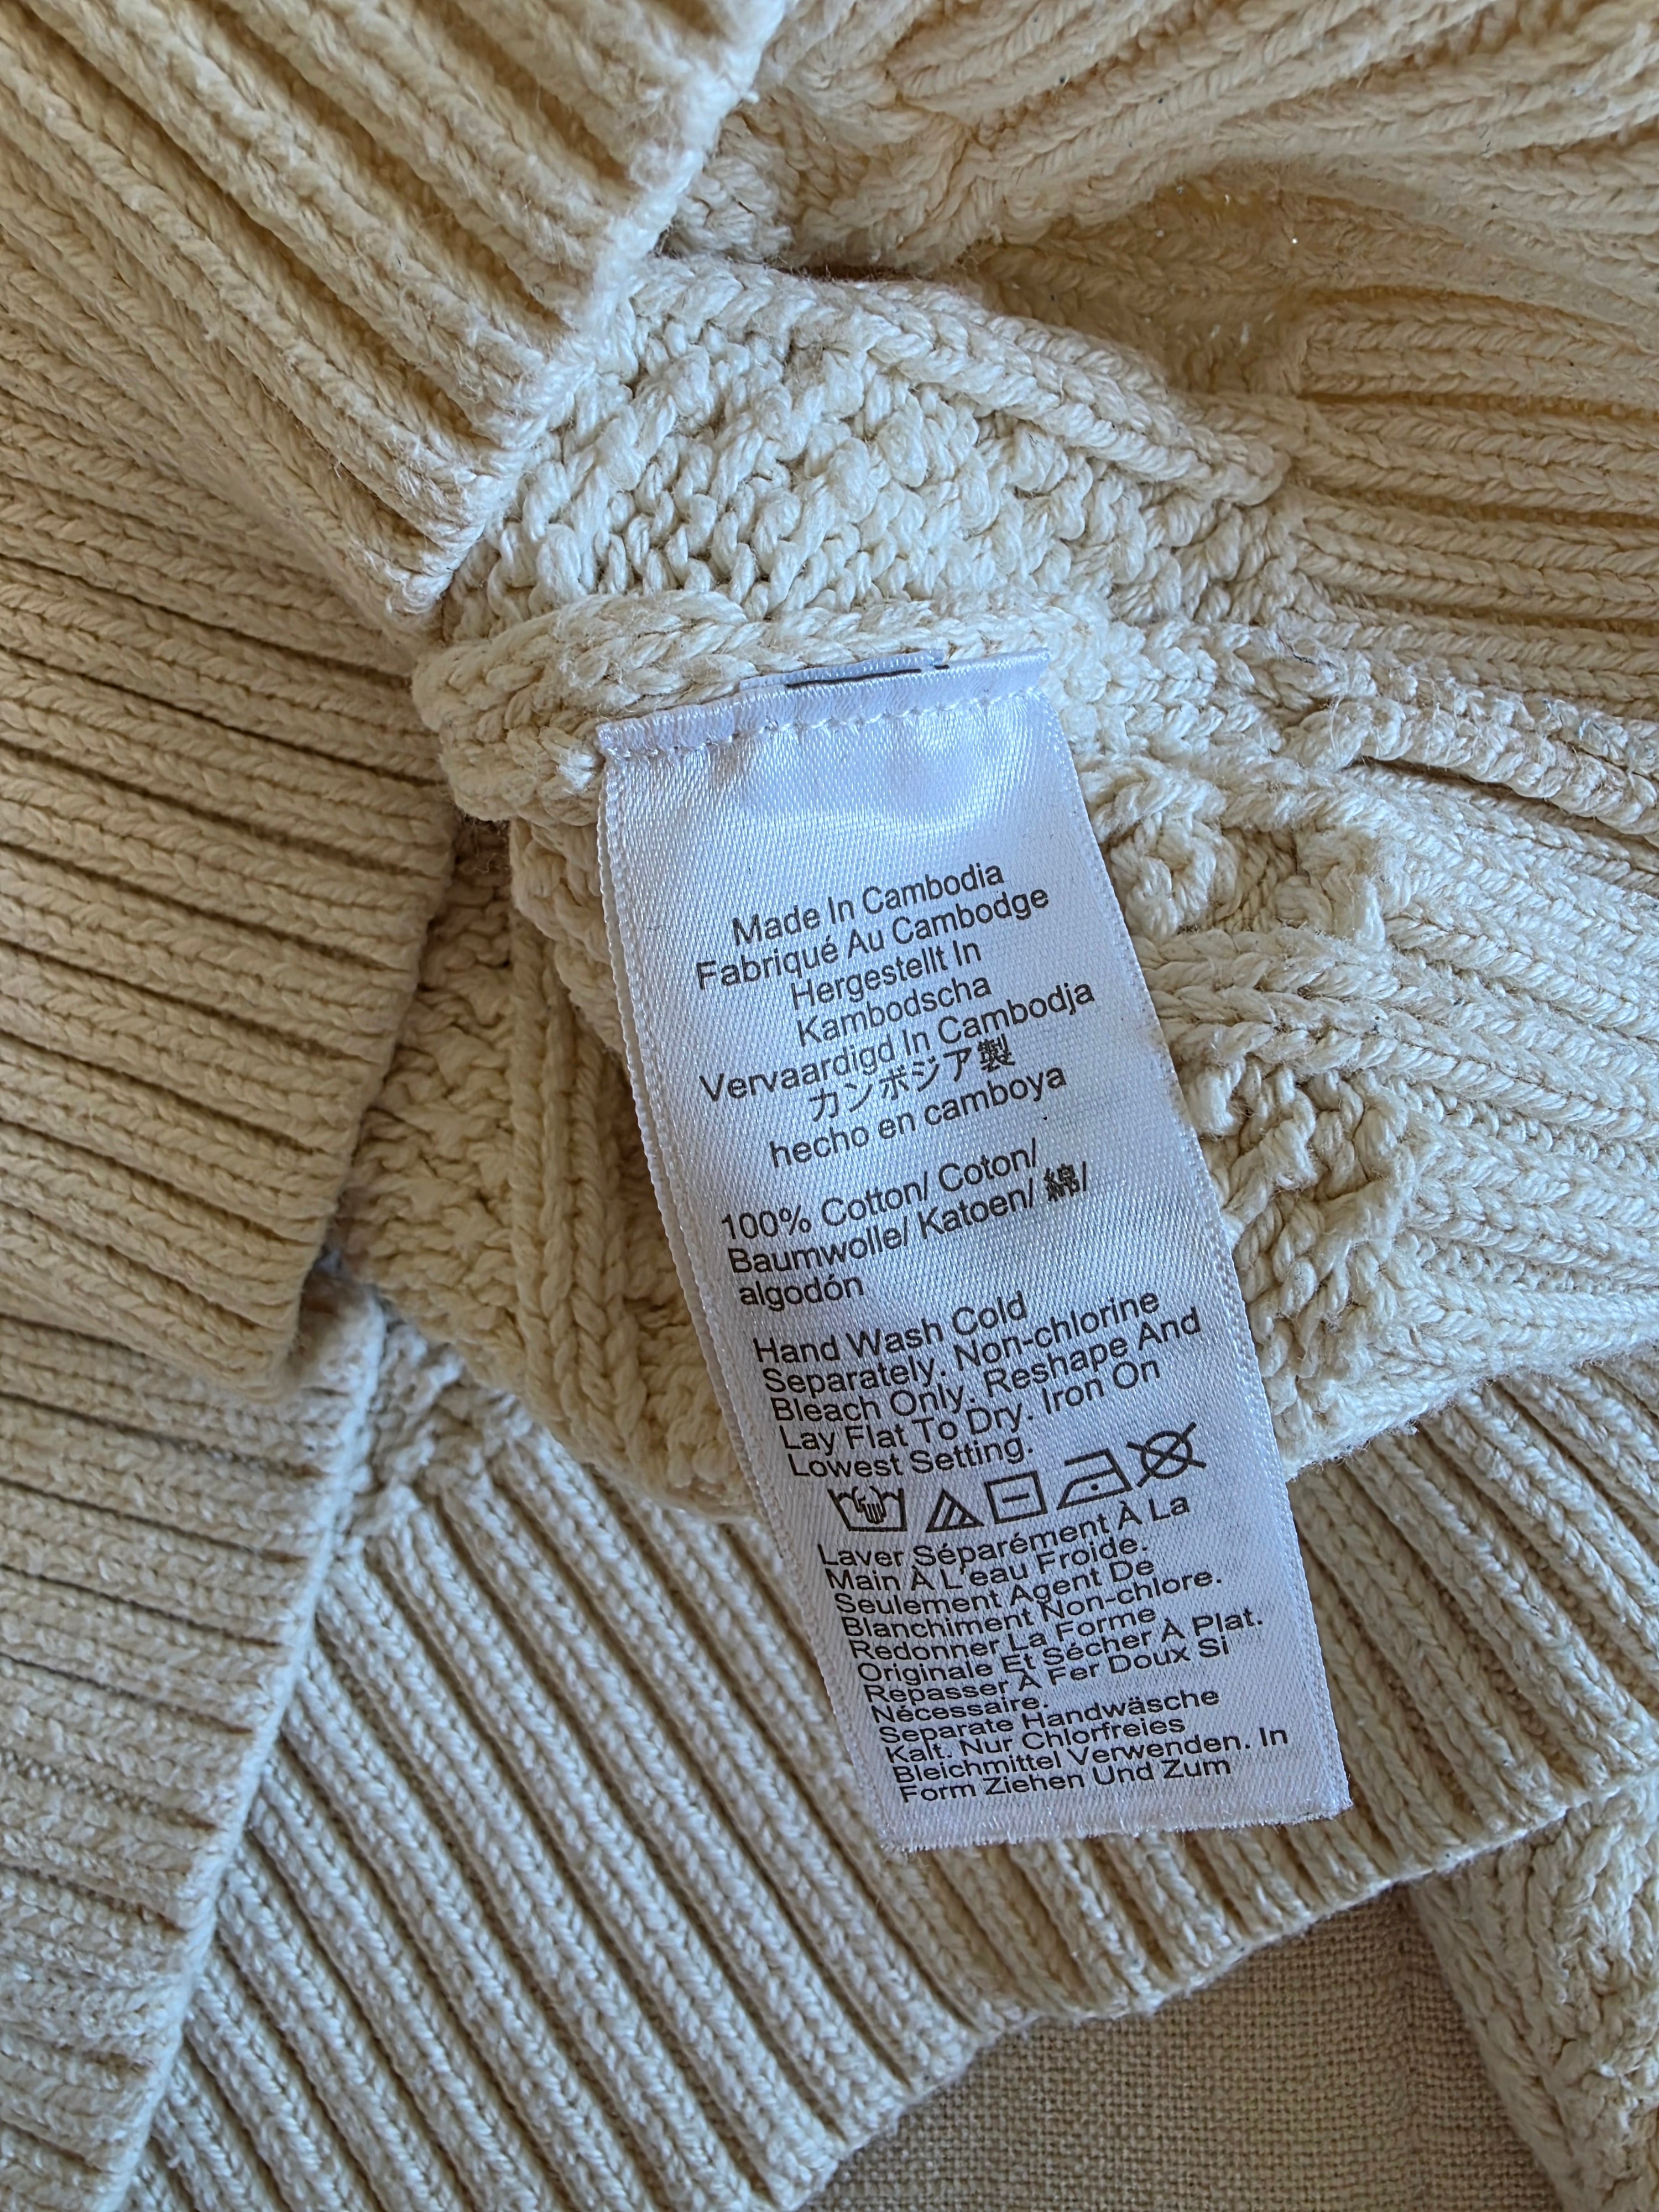 Made In Cambodia
Fabriqué Au Cambodge
Hergestellt In
Kambodscha
Vervaardigd In Cambodja
カンボジア製
hecho en camboya
100% Cotton/ Coton/
Baumwolle/ Katoen/ 綿/
algodón
Hand Wash Cold
Separately. Non-chlorine
Bleach Only. Reshape And
Lay Flat To Dry. Iron On
Lowest Setting.
Laver Séparément À La
Main À L'eau Froide.
Seulement Agent De
Blanchiment Non-chlore.
Redonner La Forme
Originale Et Sécher À Plat.
Repasser À Fer Doux Si
Nécessaire.
Separate Handwäsche
Kalt. Nur Chlorfreies
Bleichmittel Verwenden. In
Form Ziehen Und Zum